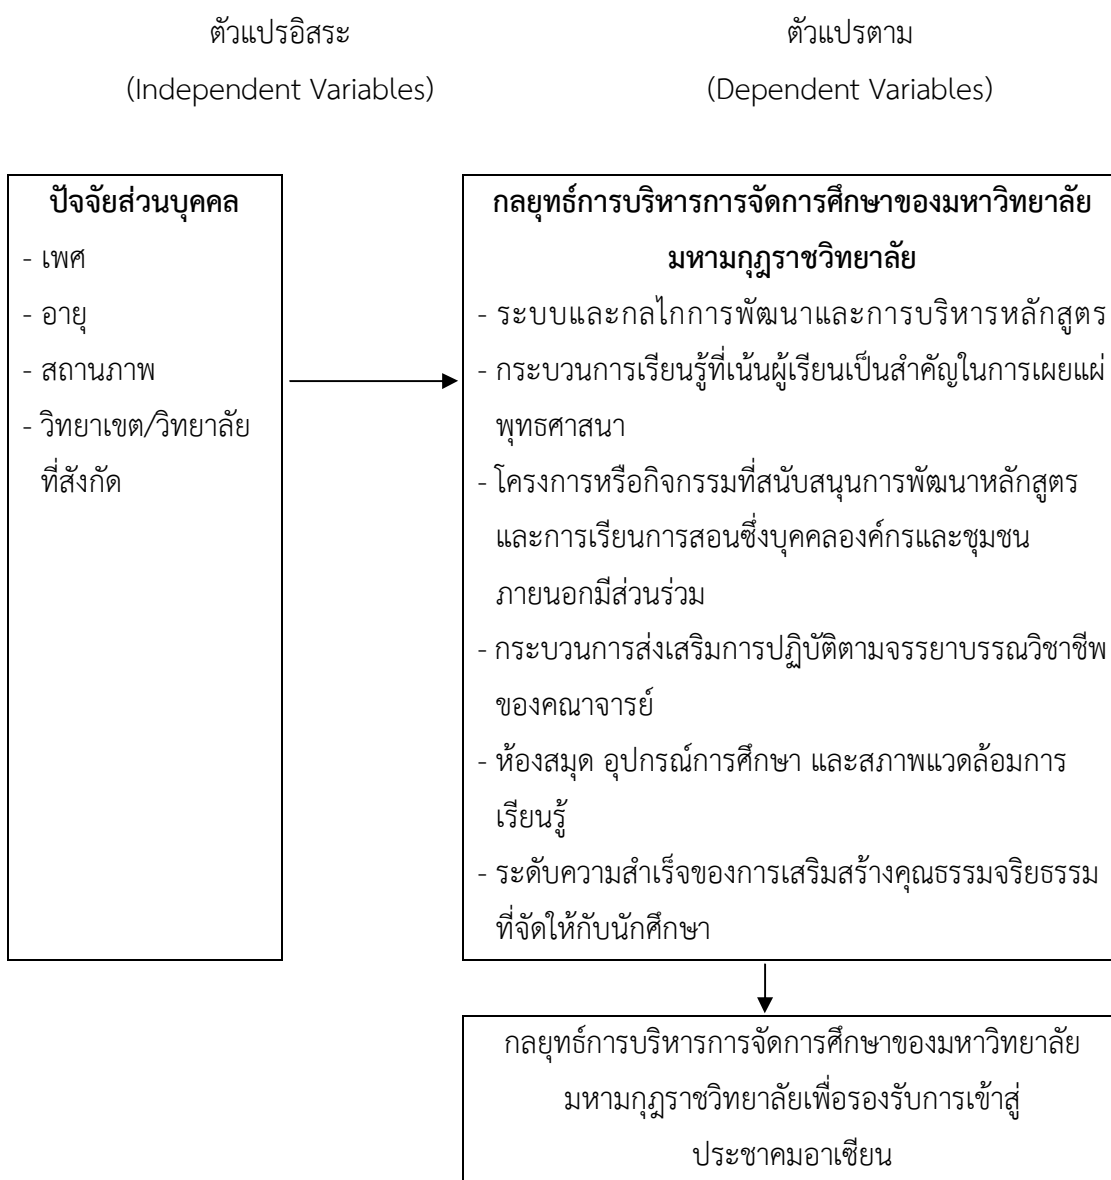 ตัวแปรอิสระ
(Independent Variables)
ตัวแปรตาม
(Dependent Variables)
ปัจจัยส่วนบุคคล
- เพศ
- อายุ
- สถานภาพ
- วิทยาเขต/วิทยาลัย
ที่สังกัด
กลยุทธ์การบริหารการจัดการศึกษาของมหาวิทยาลัย
มหามกุฎราชวิทยาลัย
- ระบบและกลไกการพัฒนาและการบริหารหลักสูตร
- กระบวนการเรียนรู้ที่เน้นผู้เรียนเป็นสำคัญในการเผยแผ่
พุทธศาสนา
- โครงการหรือกิจกรรมที่สนับสนุนการพัฒนาหลักสูตร
และการเรียนการสอนซึ่งบุคคลองค์กรและชุมชน
ภายนอกมีส่วนร่วม
- กระบวนการส่งเสริมการปฏิบัติตามจรรยาบรรณวิชาชีพ
ของคณาจารย์
- ห้องสมุด อุปกรณ์การศึกษา และสภาพแวดล้อมการ
เรียนรู้
- ระดับความสำเร็จของการเสริมสร้างคุณธรรมจริยธรรม
ที่จัดให้กับนักศึกษา
กลยุทธ์การบริหารการจัดการศึกษาของมหาวิทยาลัย
มหามกุฎราชวิทยาลัยเพื่อรองรับการเข้าสู่
ประชาคมอาเซียน